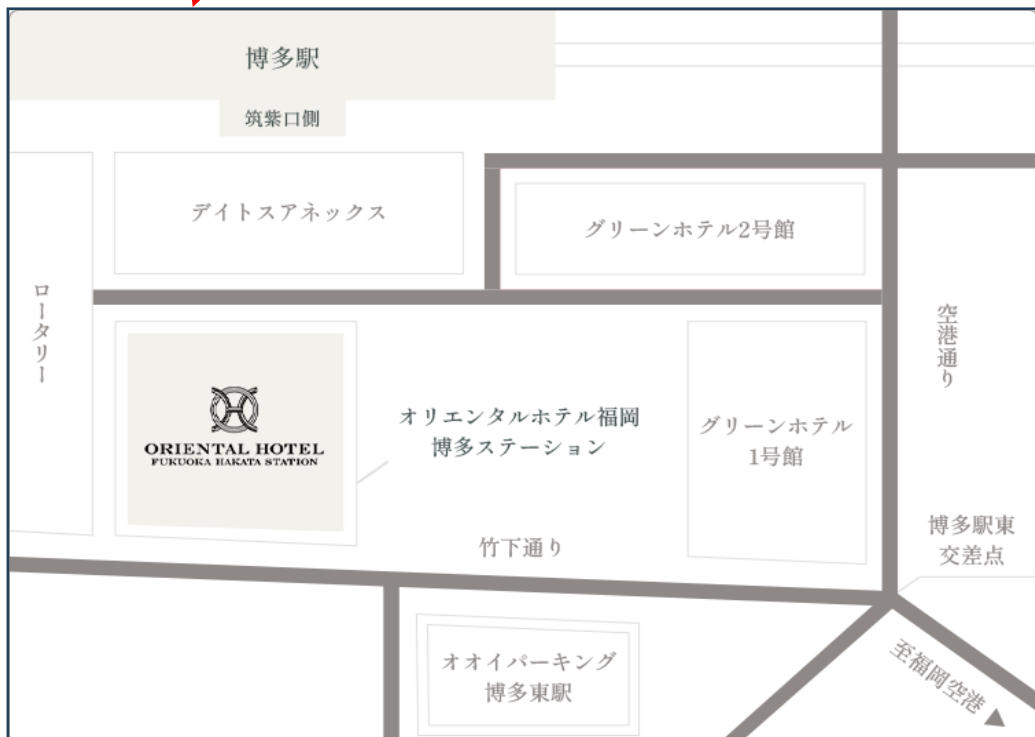 博多駅
筑紫口側
デイトスアネックス
グリーンホテル2号館
ロータリー
空港通り
ORIENTAL HOTEL
FUKUOKA HAKATA STATION
オリエンタルホテル福岡
博多ステーション
グリーンホテル
1号館
竹下通り
博多駅東
交差点
オオイパーキング
博多東駅
至福岡空港